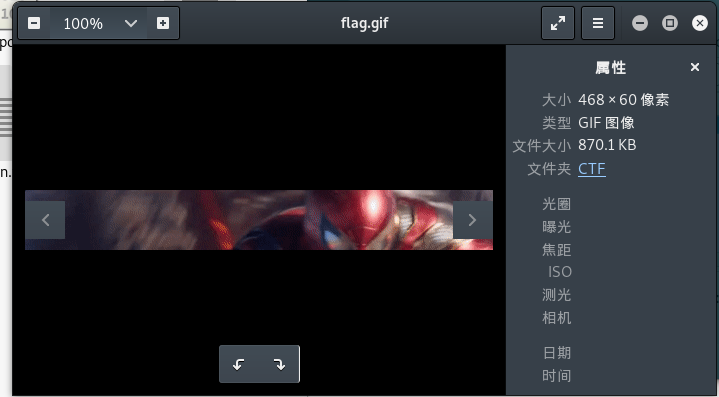 100%
flag.gif
属性
大小 468 × 60 像素
类型 GIF 图像
文件大小 870.1 KB
文件夹 CTF
光圈
曝光
焦距
ISO
测光
相机
日期
时间